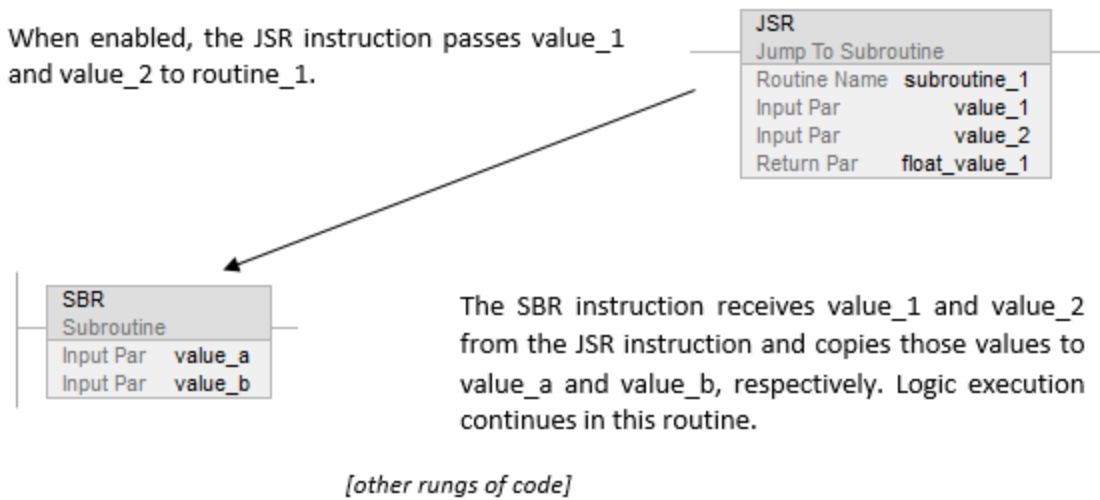 When enabled, the JSR instruction passes value_1
and value_2 to routine_1.
JSR
Jump To Subroutine
Routine Name subroutine_1
Input Par value_1
Input Par value_2
Return Par float_value_1
SBR
Subroutine
Input Par value_a
Input Par value_b
The SBR instruction receives value_1 and value_2
from the JSR instruction and copies those values to
value_a and value_b, respectively. Logic execution
continues in this routine.
[other rungs of code]